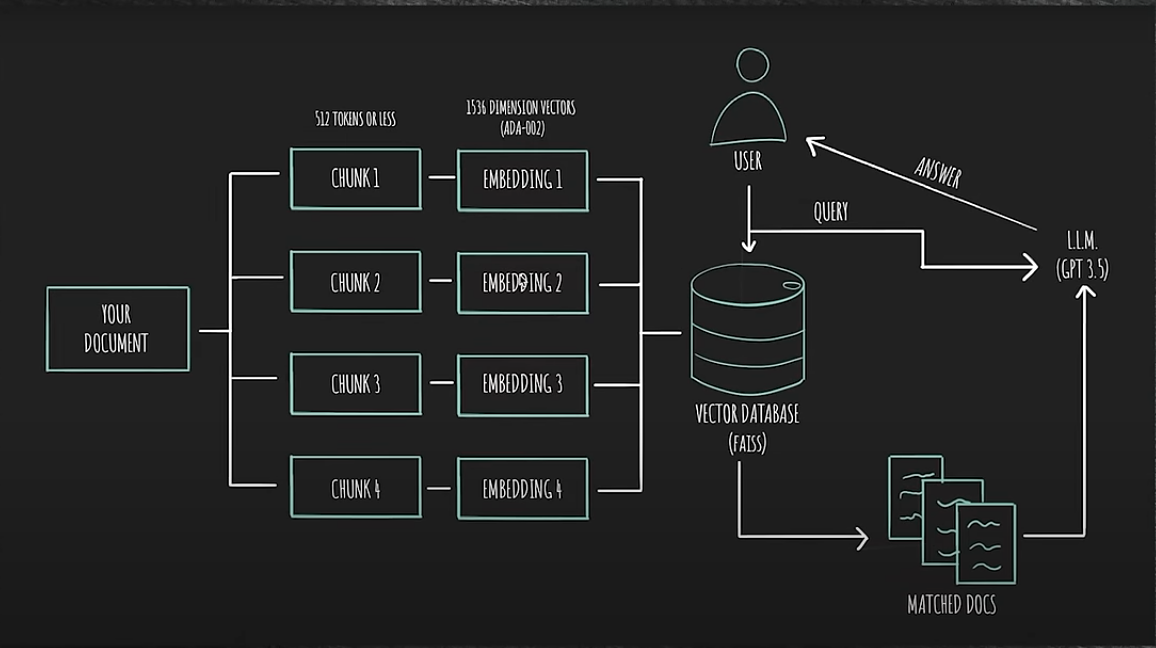 512 TOKENS OR LESS
1536 DIMENSION VECTORS
(ADA-002)
YOUR
DOCUMENT
CHUNK 1
EMBEDDING 1
CHUNK 2
EMBEDDING 2
CHUNK 3
EMBEDDING 3
CHUNK 4
EMBEDDING 4
USER
QUERY
ANSWER
L.L.M.
(GPT 3.5)
VECTOR DATABASE
(FAISS)
MATCHED DOCS